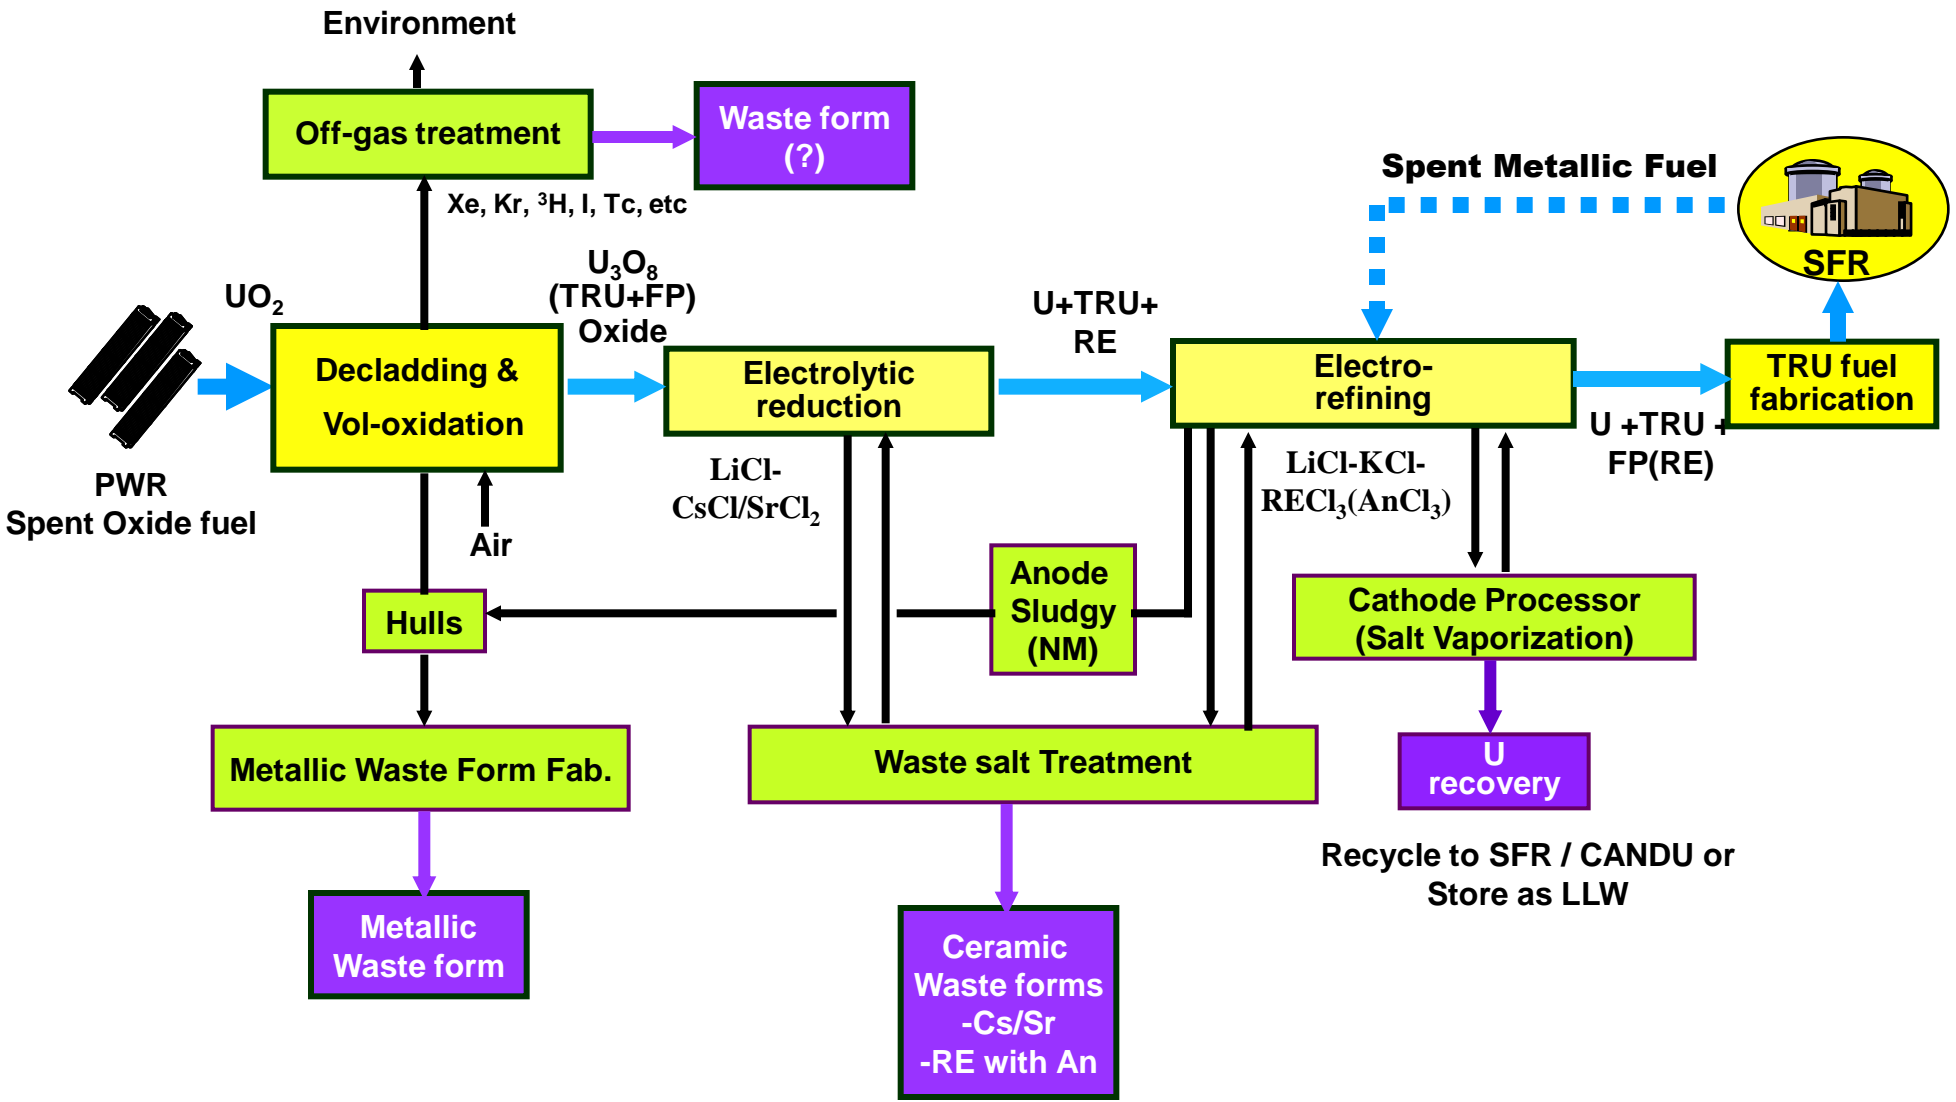 Environment
Off-gas treatment
Waste form
(?)
Xe, Kr, ³H, I, Tc, etc
Spent Metallic Fuel
SFR
UO₂
U₃O₈
(TRU+FP)
Oxide
U+TRU+
RE
Decladding &
Vol-oxidation
Electrolytic
reduction
Electro-
refining
TRU fuel
fabrication
U +TRU +
FP(RE)
PWR
Spent Oxide fuel
Air
LiCl-
CsCl/SrCl₂
LiCl-KCl-
RECl₃(AnCl₃)
Hulls
Anode
Sludgy
(NM)
Cathode Processor
(Salt Vaporization)
Metallic Waste Form Fab.
Waste salt Treatment
U
recovery
Recycle to SFR / CANDU or
Store as LLW
Metallic
Waste form
Ceramic
Waste forms
-Cs/Sr
-RE with An